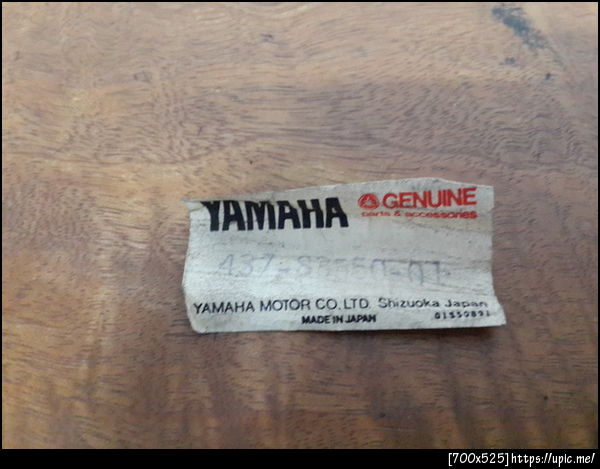 YAMAHA GENUINE
parts & accessories
YAMAHA MOTOR CO. LTD. Shizuoka Japan
MADE IN JAPAN
[700x525]https://upic.me/